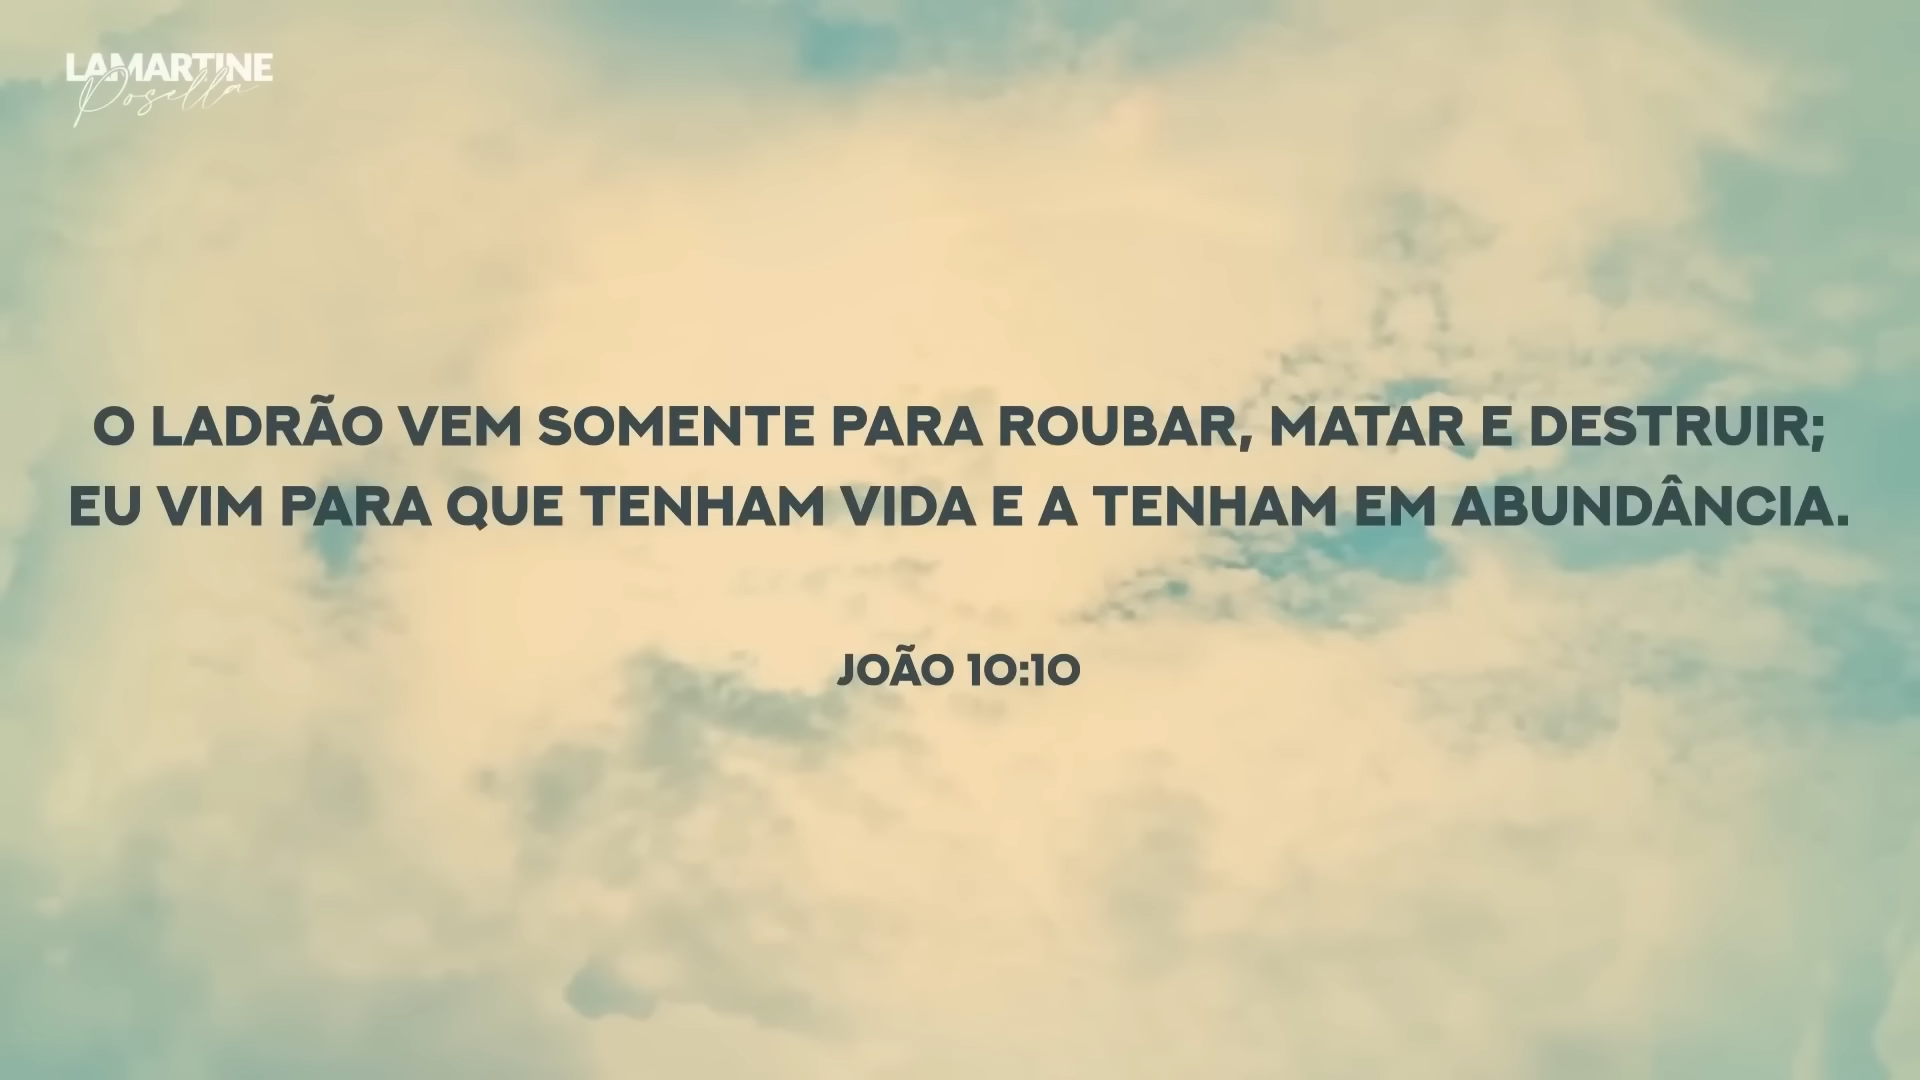 LAMARTINE
Posella
O LADRÃO VEM SOMENTE PARA ROUBAR, MATAR E DESTRUIR;
EU VIM PARA QUE TENHAM VIDA E A TENHAM EM ABUNDÂNCIA.
JOÃO 10:10